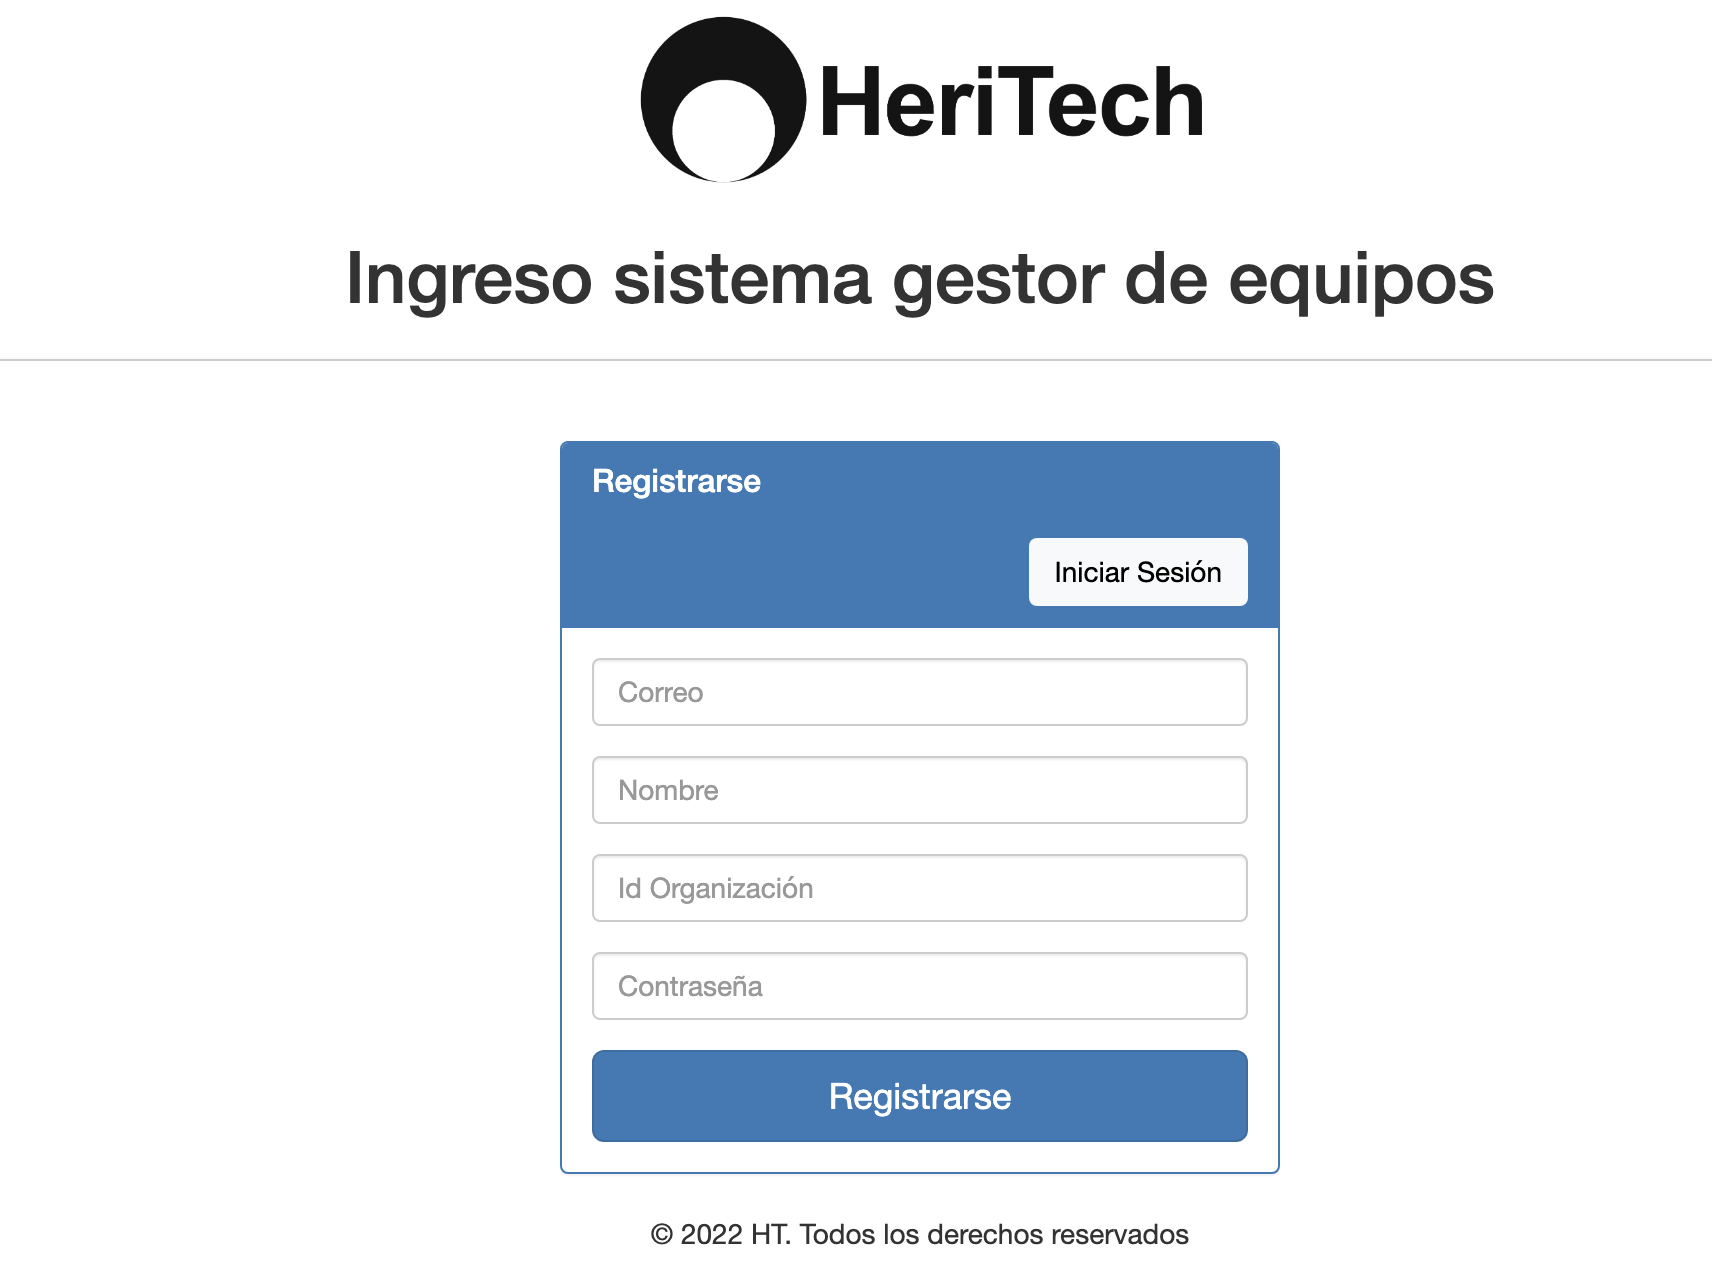 HeriTech
Ingreso sistema gestor de equipos
Registrarse
Iniciar Sesión
Correo
Nombre
Id Organización
Contraseña
Registrarse
© 2022 HT. Todos los derechos reservados